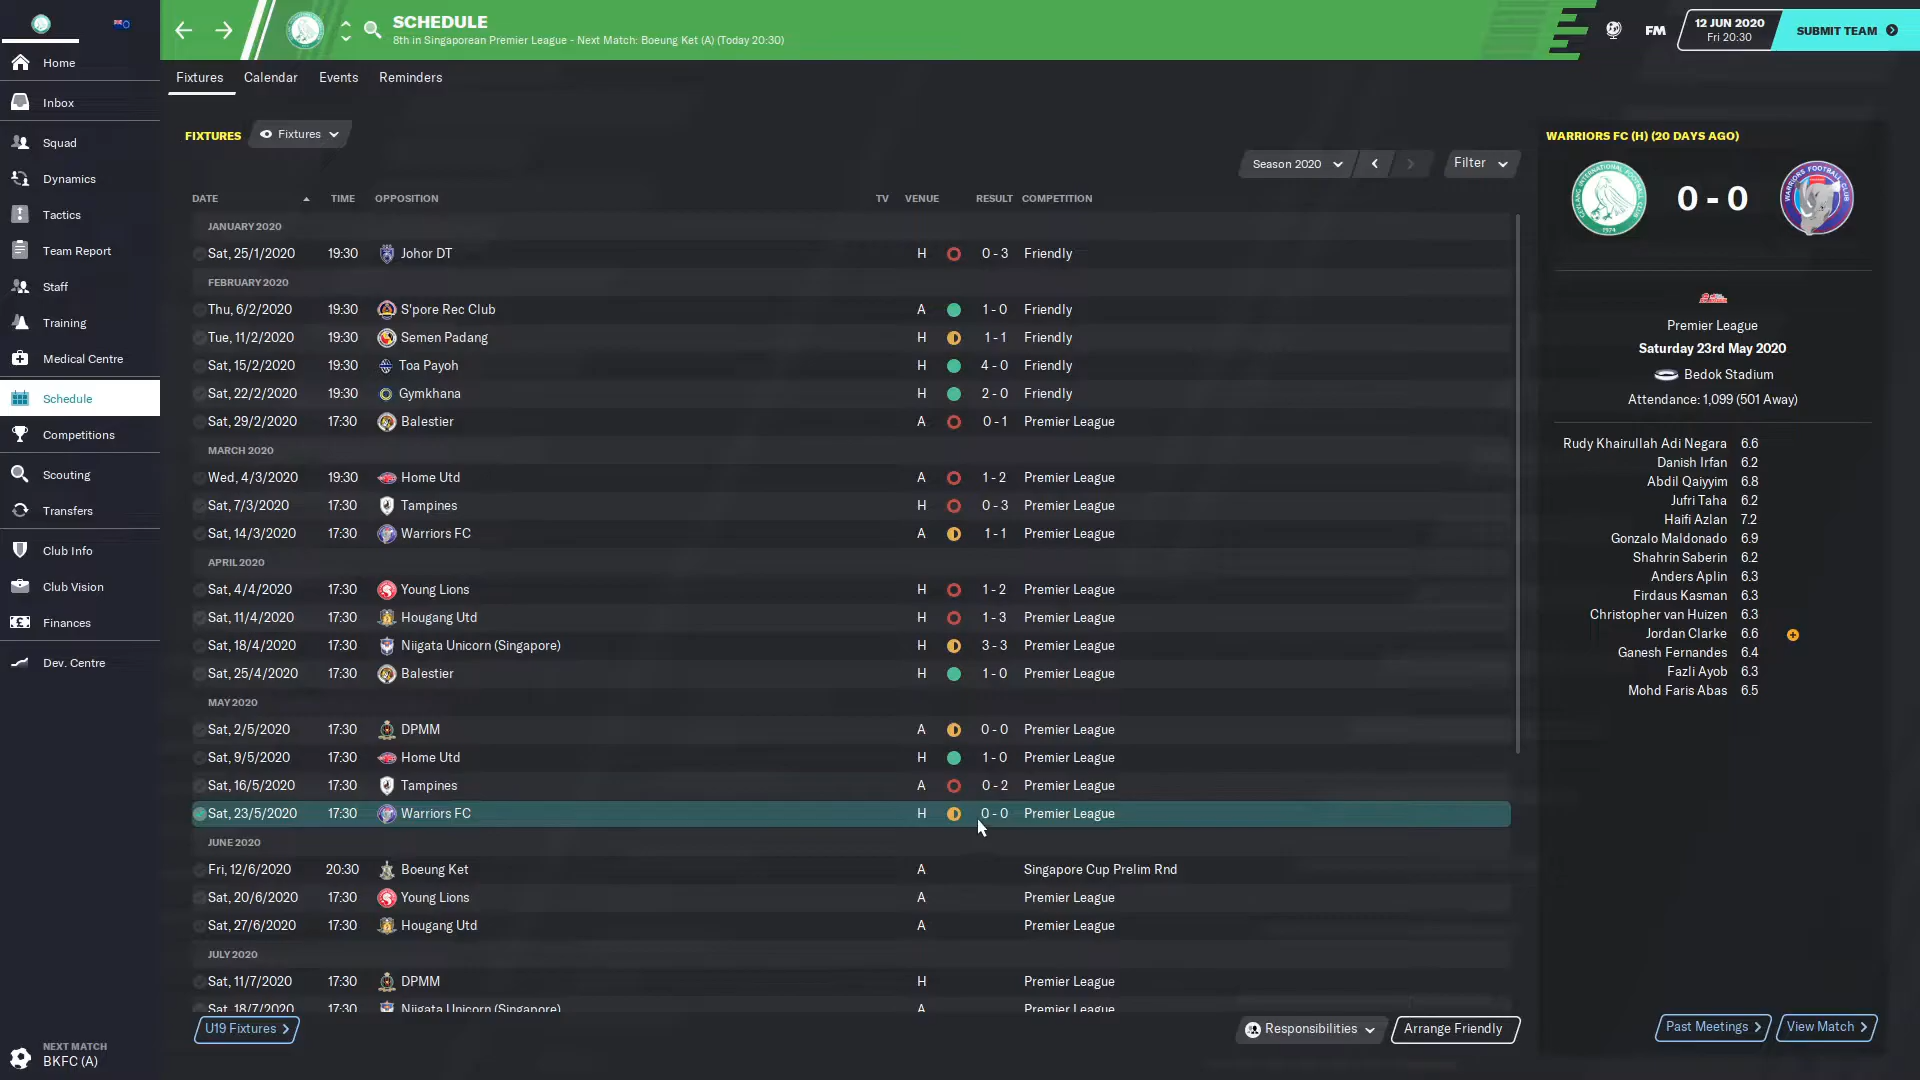 SCHEDULE
8th in Singaporean Premier League - Next Match: Boeung Ket (A) (Today 20:30)
FM
12 JUN 2020
Fri 20:30
SUBMIT TEAM
Home
Inbox
Squad
Dynamics
Tactics
Team Report
Staff
Training
Medical Centre
Schedule
Competitions
Scouting
Transfers
Club Info
Club Vision
Finances
Dev. Centre
NEXT MATCH
BKFC (A)
Fixtures Calendar Events Reminders
FIXTURES Fixtures
Season 2020 Filter
DATE TIME OPPOSITION TV VENUE RESULT COMPETITION
JANUARY 2020
Sat, 25/1/2020 19:30 Johor DT H 0 - 3 Friendly
FEBRUARY 2020
Thu, 6/2/2020 19:30 S'pore Rec Club A 1 - 0 Friendly
Tue, 11/2/2020 19:30 Semen Padang H 1 - 1 Friendly
Sat, 15/2/2020 19:30 Toa Payoh H 4 - 0 Friendly
Sat, 22/2/2020 19:30 Gymkhana H 2 - 0 Friendly
Sat, 29/2/2020 17:30 Balestier A 0 - 1 Premier League
MARCH 2020
Wed, 4/3/2020 19:30 Home Utd A 1 - 2 Premier League
Sat, 7/3/2020 17:30 Tampines H 0 - 3 Premier League
Sat, 14/3/2020 17:30 Warriors FC A 1 - 1 Premier League
APRIL 2020
Sat, 4/4/2020 17:30 Young Lions H 1 - 2 Premier League
Sat, 11/4/2020 17:30 Hougang Utd H 1 - 3 Premier League
Sat, 18/4/2020 17:30 Niigata Unicorn (Singapore) H 3 - 3 Premier League
Sat, 25/4/2020 17:30 Balestier H 1 - 0 Premier League
MAY 2020
Sat, 2/5/2020 17:30 DPMM A 0 - 0 Premier League
Sat, 9/5/2020 17:30 Home Utd H 1 - 0 Premier League
Sat, 16/5/2020 17:30 Tampines A 0 - 2 Premier League
Sat, 23/5/2020 17:30 Warriors FC H 0 - 0 Premier League
JUNE 2020
Fri, 12/6/2020 20:30 Boeung Ket A Singapore Cup Prelim Rnd
Sat, 20/6/2020 17:30 Young Lions A Premier League
Sat, 27/6/2020 17:30 Hougang Utd A Premier League
JULY 2020
Sat, 11/7/2020 17:30 DPMM H Premier League
Sat, 18/7/2020 17:30 Niigata Unicorn (Singapore) A Premier League
U19 Fixtures Responsibilities Arrange Friendly
WARRIORS FC (H) (20 DAYS AGO)
GEYLANG INTERNATIONAL FOOTBALL CLUB
1974
0 - 0
WARRIORS FOOTBALL CLUB
Premier League
Saturday 23rd May 2020
Bedok Stadium
Attendance: 1,099 (501 Away)
Rudy Khairullah Adi Negara 6.6
Danish Irfan 6.2
Abdil Qaiyyim 6.8
Jufri Taha 6.2
Haifi Azlan 7.2
Gonzalo Maldonado 6.9
Shahrin Saberin 6.2
Anders Aplin 6.3
Firdaus Kasman 6.3
Christopher van Huizen 6.3
Jordan Clarke 6.6
Ganesh Fernandes 6.4
Fazli Ayob 6.3
Mohd Faris Abas 6.5
Past Meetings View Match